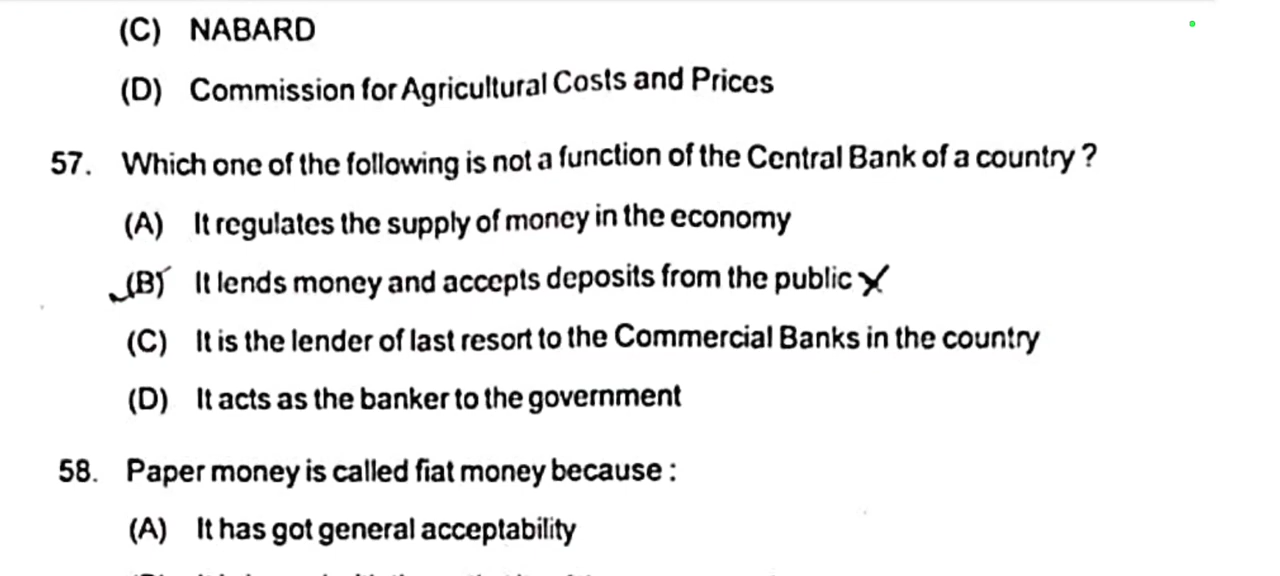 (C) NABARD
(D) Commission for Agricultural Costs and Prices
57. Which one of the following is not a function of the Central Bank of a country ?
(A) It regulates the supply of money in the economy
(B) It lends money and accepts deposits from the public
(C) It is the lender of last resort to the Commercial Banks in the country
(D) It acts as the banker to the government
58. Paper money is called fiat money because :
(A) It has got general acceptability